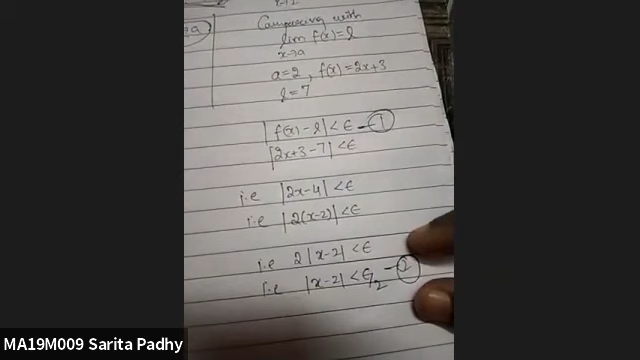 x→2
Comparing with
lim f(x) = l
x→a
a=2, f(x) = 2x+3
l = 7
|f(x) - l| < ε - ①
|2x+3-7| < ε
i.e |2x-4| < ε
i.e |2(x-2)| < ε
i.e 2|x-2| < ε
i.e |x-2| < ε/2 - ②
MA19M009 Sarita Padhy